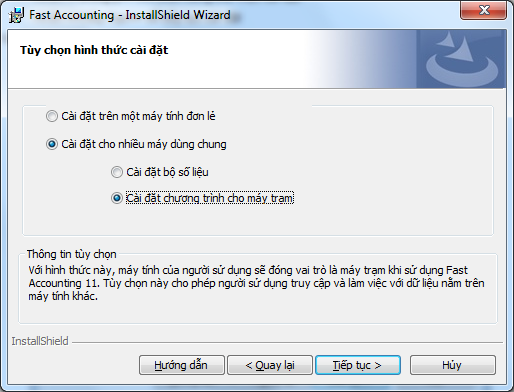 Fast Accounting - InstallShield Wizard
Tùy chọn hình thức cài đặt
Cài đặt trên một máy tính đơn lẻ
Cài đặt cho nhiều máy dùng chung
Cài đặt bộ số liệu
Cài đặt chương trình cho máy trạm
Thông tin tùy chọn
Với hình thức này, máy tính của người sử dụng sẽ đóng vai trò là máy trạm khi sử dụng Fast
Accounting 11. Tùy chọn này cho phép người sử dụng truy cập và làm việc với dữ liệu nằm trên
máy tính khác.
InstallShield
Hướng dẫn
< Quay lại
Tiếp tục >
Hủy